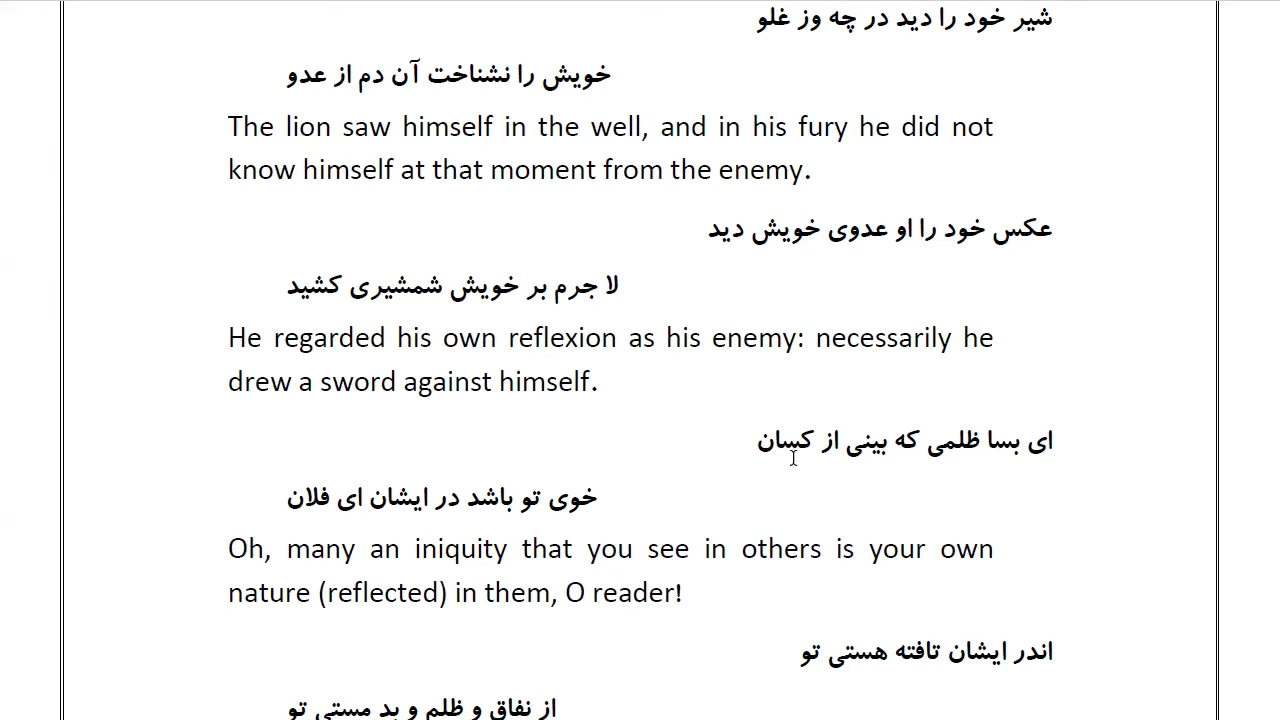 شیر خود را دید در چه وز غلو
خویش را نشناخت آن دم از عدو
The lion saw himself in the well, and in his fury he did not
know himself at that moment from the enemy.
عکس خود را او عدوی خویش دید
لا جرم بر خویش شمشیری کشید
He regarded his own reflexion as his enemy: necessarily he
drew a sword against himself.
ای بسا ظلمی که بینی از کسان
خوی تو باشد در ایشان ای فلان
Oh, many an iniquity that you see in others is your own
nature (reflected) in them, O reader!
اندر ایشان تافته هستی تو
از نفاق و ظلم و بد مستی تو